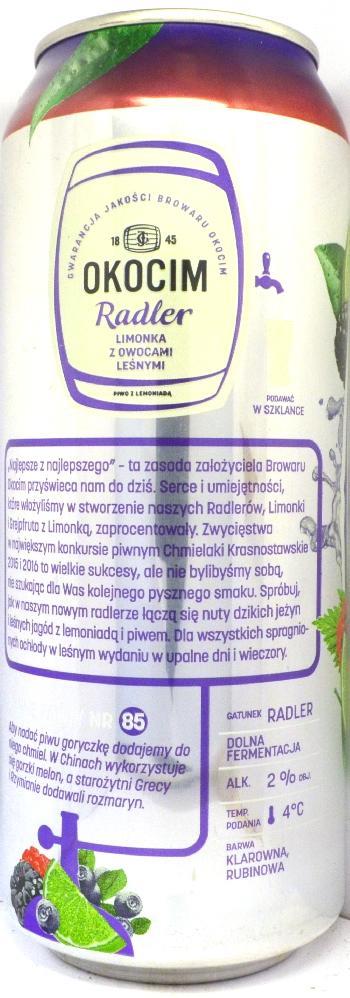 GWARANCJA JAKOŚCI BROWARU OKOCIM
18 45
OKOCIM
Radler
LIMONKA
Z OWOCAMI
LEŚNYMI
PIWO Z LEMONIADĄ
PODAWAĆ
W SZKLANCE
„Najlepsze z najlepszego” - ta zasada założyciela Browaru
Okocim przyświeca nam do dziś. Serce i umiejętności,
które włożyliśmy w stworzenie naszych Radlerów, Limonki
i Grejpfruta z Limonką, zaprocentowały. Zwycięstwa
w największym konkursie piwnym Chmielaki Krasnostawskie
2015 i 2016 to wielkie sukcesy, ale nie bylibyśmy sobą,
nie szukając dla Was kolejnego pysznego smaku. Spróbuj,
jak w naszym nowym radlerze łączą się nuty dzikich jeżyn
i leśnych jagód z lemoniadą i piwem. Dla wszystkich spragnio-
nych ochłody w leśnym wydaniu w upalne dni i wieczory.
NR 85
Aby nadać piwu goryczkę dodajemy do
niego chmiel. W Chinach wykorzystuje
się gorzki melon, a starożytni Grecy
i Rzymianie dodawali rozmaryn.
GATUNEK RADLER
DOLNA
FERMENTACJA
ALK. 2 % OBJ.
TEMP.
PODANIA 4°C
BARWA
KLAROWNA,
RUBINOWA